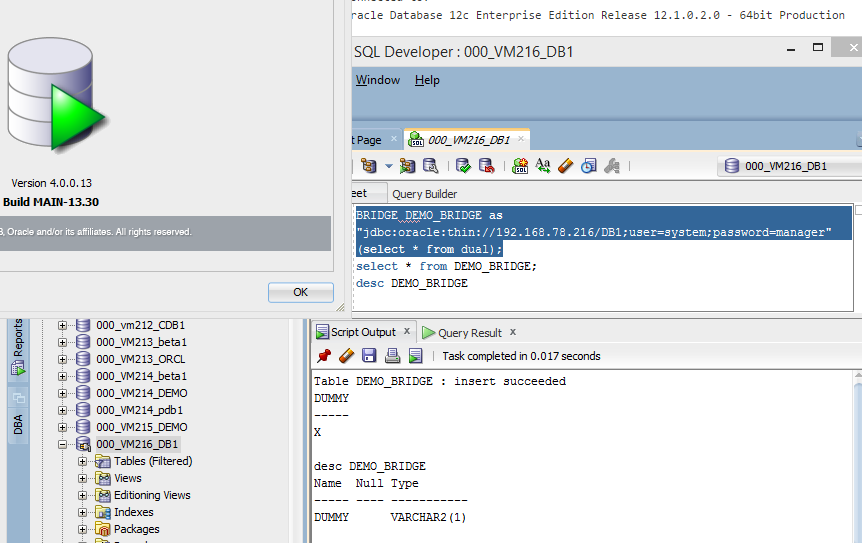 racle Database 12c Enterprise Edition Release 12.1.0.2.0 - 64bit Production
SQL Developer : 000_VM216_DB1
Window Help
t Page 000_VM216_DB1
000_VM216_DB1
eet Query Builder
BRIDGE DEMO_BRIDGE as
"jdbc:oracle:thin://192.168.78.216/DB1;user=system;password=manager"
(select * from dual);
select * from DEMO_BRIDGE;
desc DEMO_BRIDGE
Version 4.0.0.13
Build MAIN-13.30
, Oracle and/or its affiliates. All rights reserved.
OK
Reports
DBA
000_vm212_CDB1
000_VM213_beta1
000_VM213_ORCL
000_VM214_beta1
000_VM214_DEMO
000_VM214_pdb1
000_VM215_DEMO
000_VM216_DB1
Tables (Filtered)
Views
Editioning Views
Indexes
Packages
Script Output x Query Result x
Task completed in 0.017 seconds
Table DEMO_BRIDGE : insert succeeded
DUMMY
-----
X
desc DEMO_BRIDGE
Name Null Type
----- ---- -----------
DUMMY VARCHAR2(1)